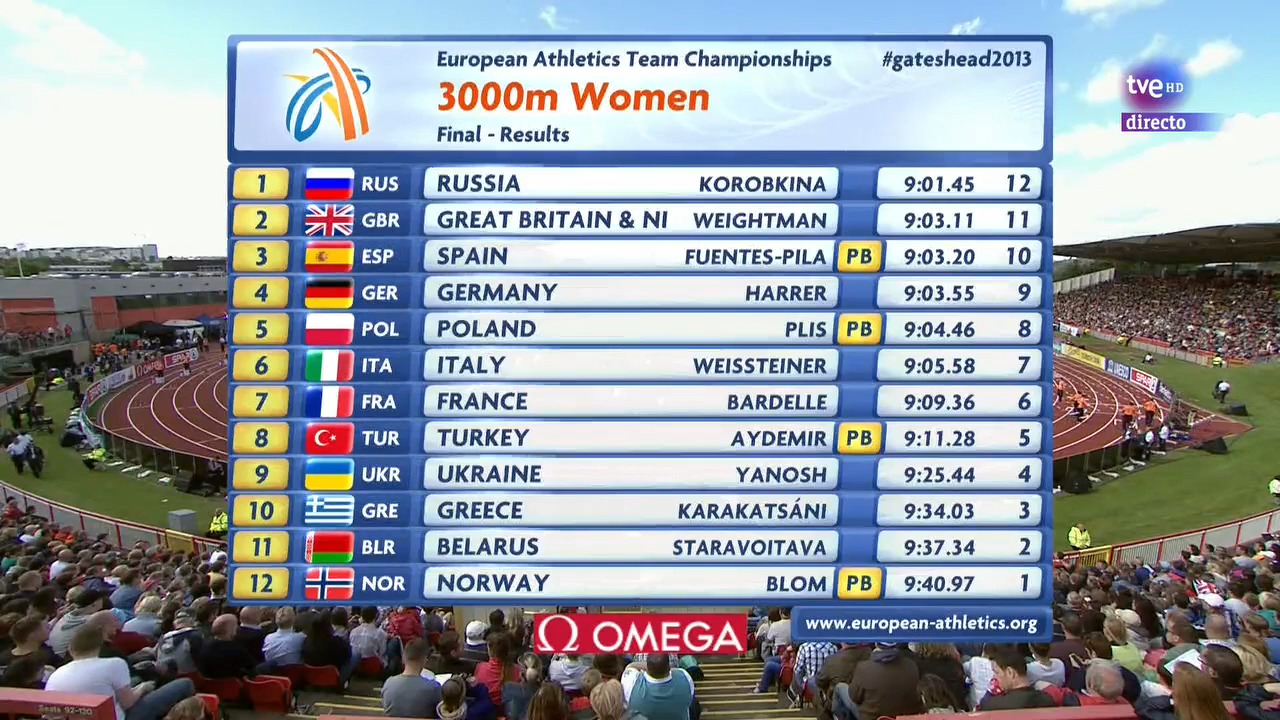 European Athletics Team Championships #gateshead2013
3000m Women
Final - Results
1 RUS RUSSIA KOROBKINA 9:01.45 12
2 GBR GREAT BRITAIN & NI WEIGHTMAN 9:03.11 11
3 ESP SPAIN FUENTES-PILA PB 9:03.20 10
4 GER GERMANY HARRER 9:03.55 9
5 POL POLAND PLIS PB 9:04.46 8
6 ITA ITALY WEISSTEINER 9:05.58 7
7 FRA FRANCE BARDELLE 9:09.36 6
8 TUR TURKEY AYDEMIR PB 9:11.28 5
9 UKR UKRAINE YANOSH 9:25.44 4
10 GRE GREECE KARAKATSÁNI 9:34.03 3
11 BLR BELARUS STARAVOITAVA 9:37.34 2
12 NOR NORWAY BLOM PB 9:40.97 1
Ω OMEGA
www.european-athletics.org
tve HD
directo
SPAR
SPAR
Seats 92-120